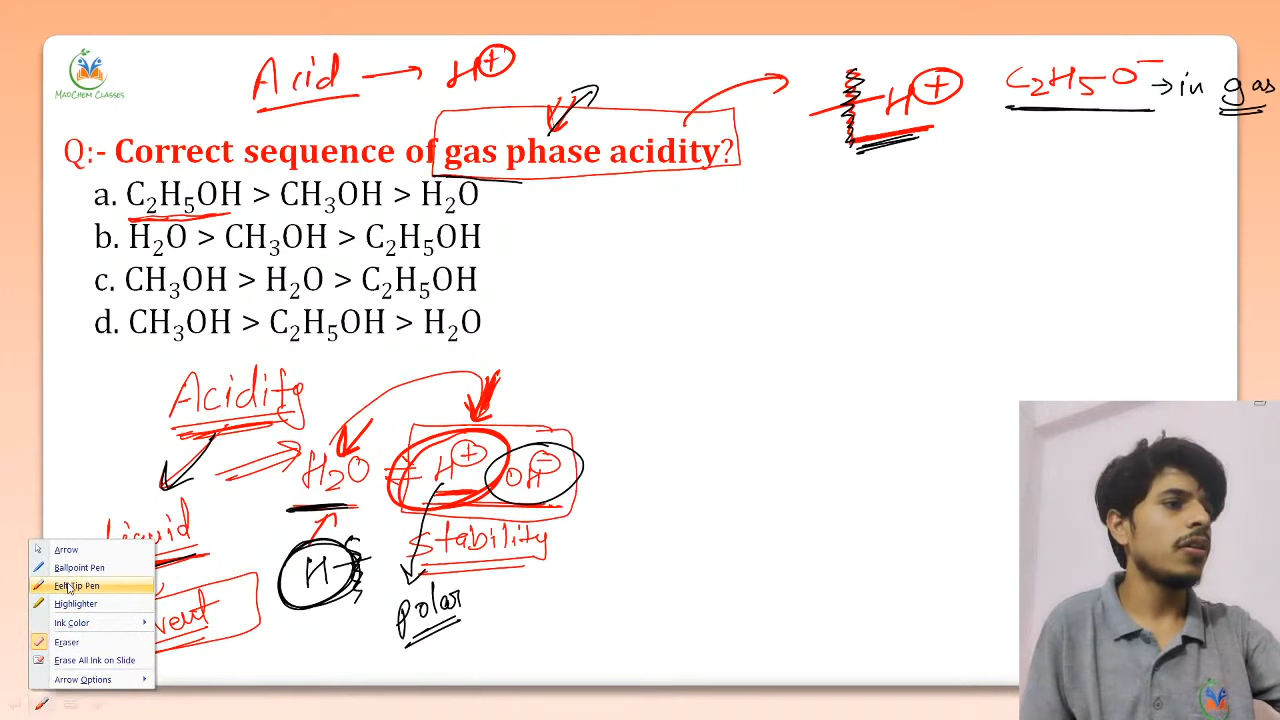 MADCHEM CLASSES
Acid → H⊕
H⊕
C2H5O⁻ → in gas
Q:- Correct sequence of gas phase acidity?
a. C₂H₅OH > CH₃OH > H₂O
b. H₂O > CH₃OH > C₂H₅OH
c. CH₃OH > H₂O > C₂H₅OH
d. CH₃OH > C₂H₅OH > H₂O
Acidity
H2O ⇌ H⊕ OH⊖
Liquid
stability
H
polar
Arrow
Ballpoint Pen
Felt Tip Pen
Highlighter
Ink Color
Eraser
Erase All Ink on Slide
Arrow Options